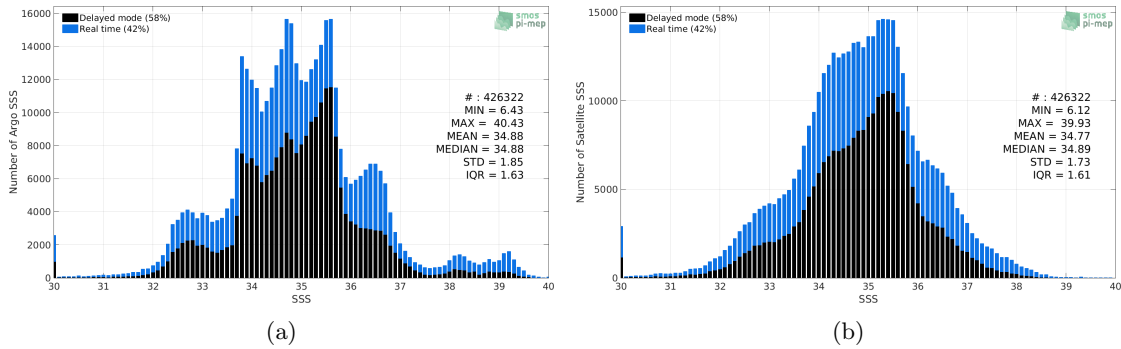 Delayed mode (58%)
Real time (42%)
smos
pi-mep
16000
14000
12000
10000
8000
6000
4000
2000
0
Number of Argo SSS
# : 426322
MIN = 6.43
MAX = 40.43
MEAN = 34.88
MEDIAN = 34.88
STD = 1.85
IQR = 1.63
30 31 32 33 34 35 36 37 38 39 40
SSS
(a)
Delayed mode (58%)
Real time (42%)
smos
pi-mep
15000
10000
5000
0
Number of Satellite SSS
# : 426322
MIN = 6.12
MAX = 39.93
MEAN = 34.77
MEDIAN = 34.89
STD = 1.73
IQR = 1.61
30 31 32 33 34 35 36 37 38 39 40
SSS
(b)